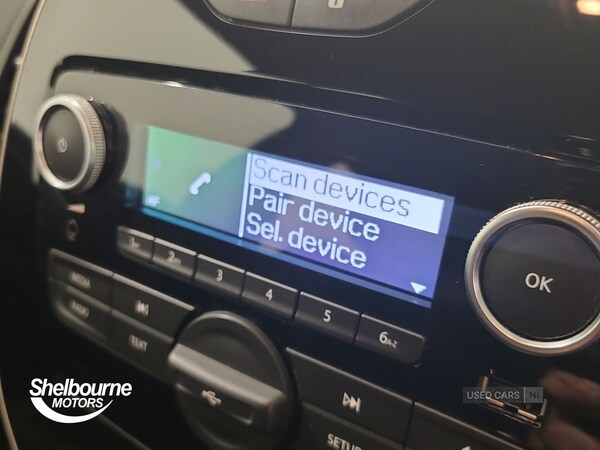 Scan devices
Pair device
Sel. device
1
2
3
4
5
6A-Z
MEDIA
RADIO
TEXT
SETUP
OK
Shelbourne
MOTORS
USED CARS NI